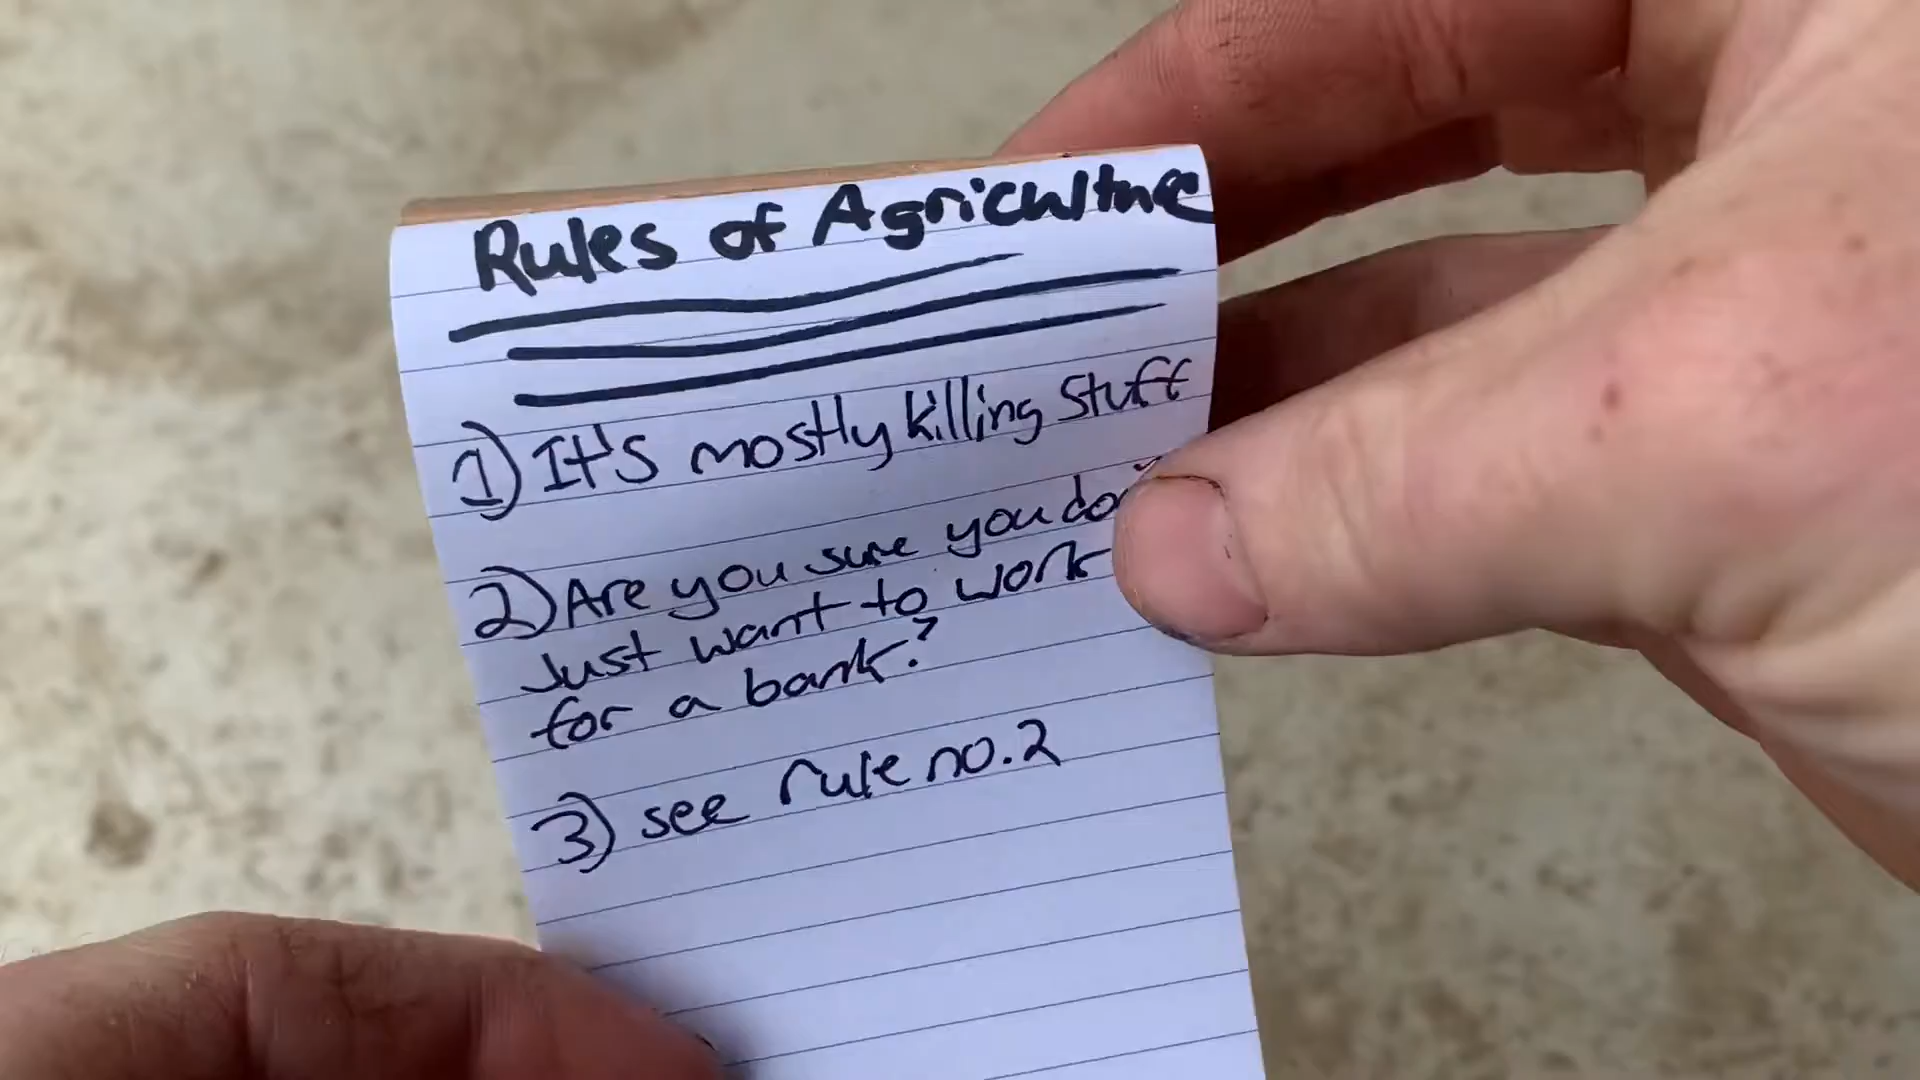 Rules of Agriculture
1) It's mostly killing stuff
2) Are you sure you
Just want to work
for a bank?
3) see rule no.2